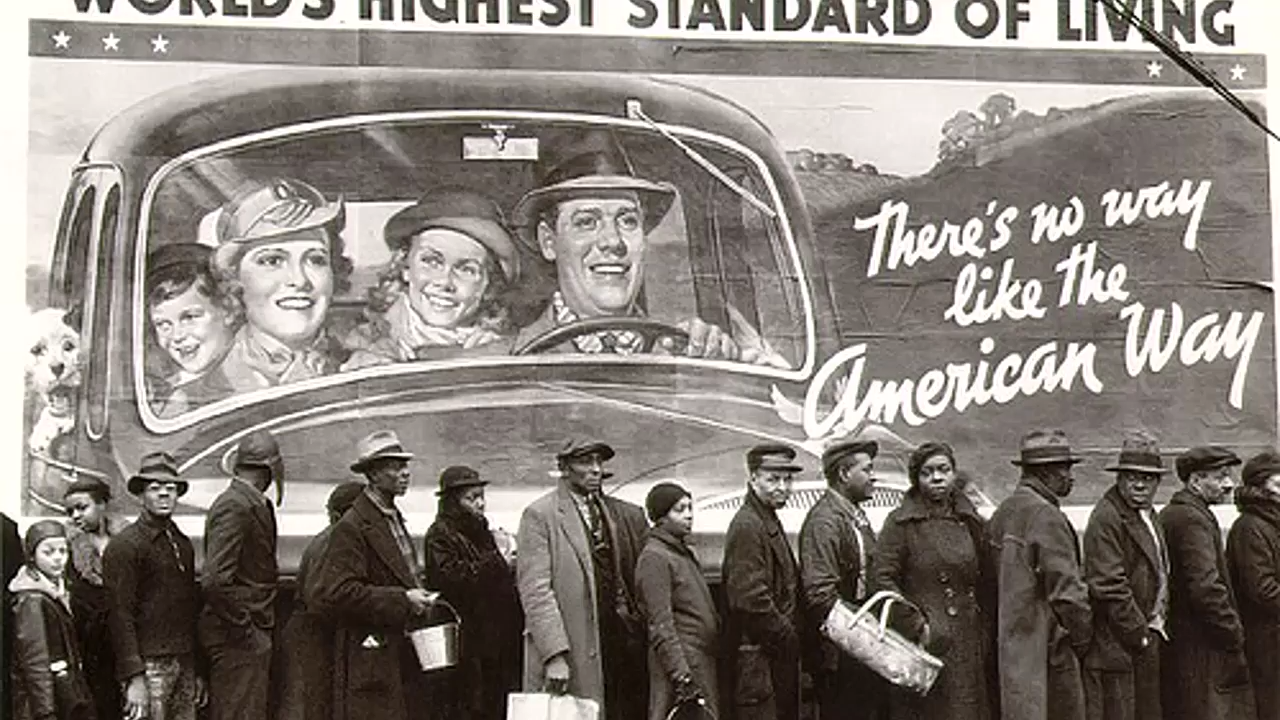 WORLD'S HIGHEST STANDARD OF LIVING
There's no way
like the
American Way